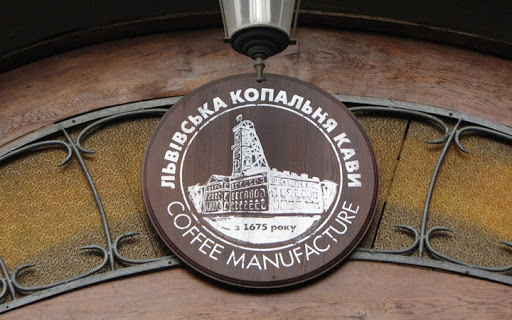 ЛЬВІВСЬКА КОПАЛЬНЯ КАВИ
з 1675 року
COFFEE MANUFACTURE